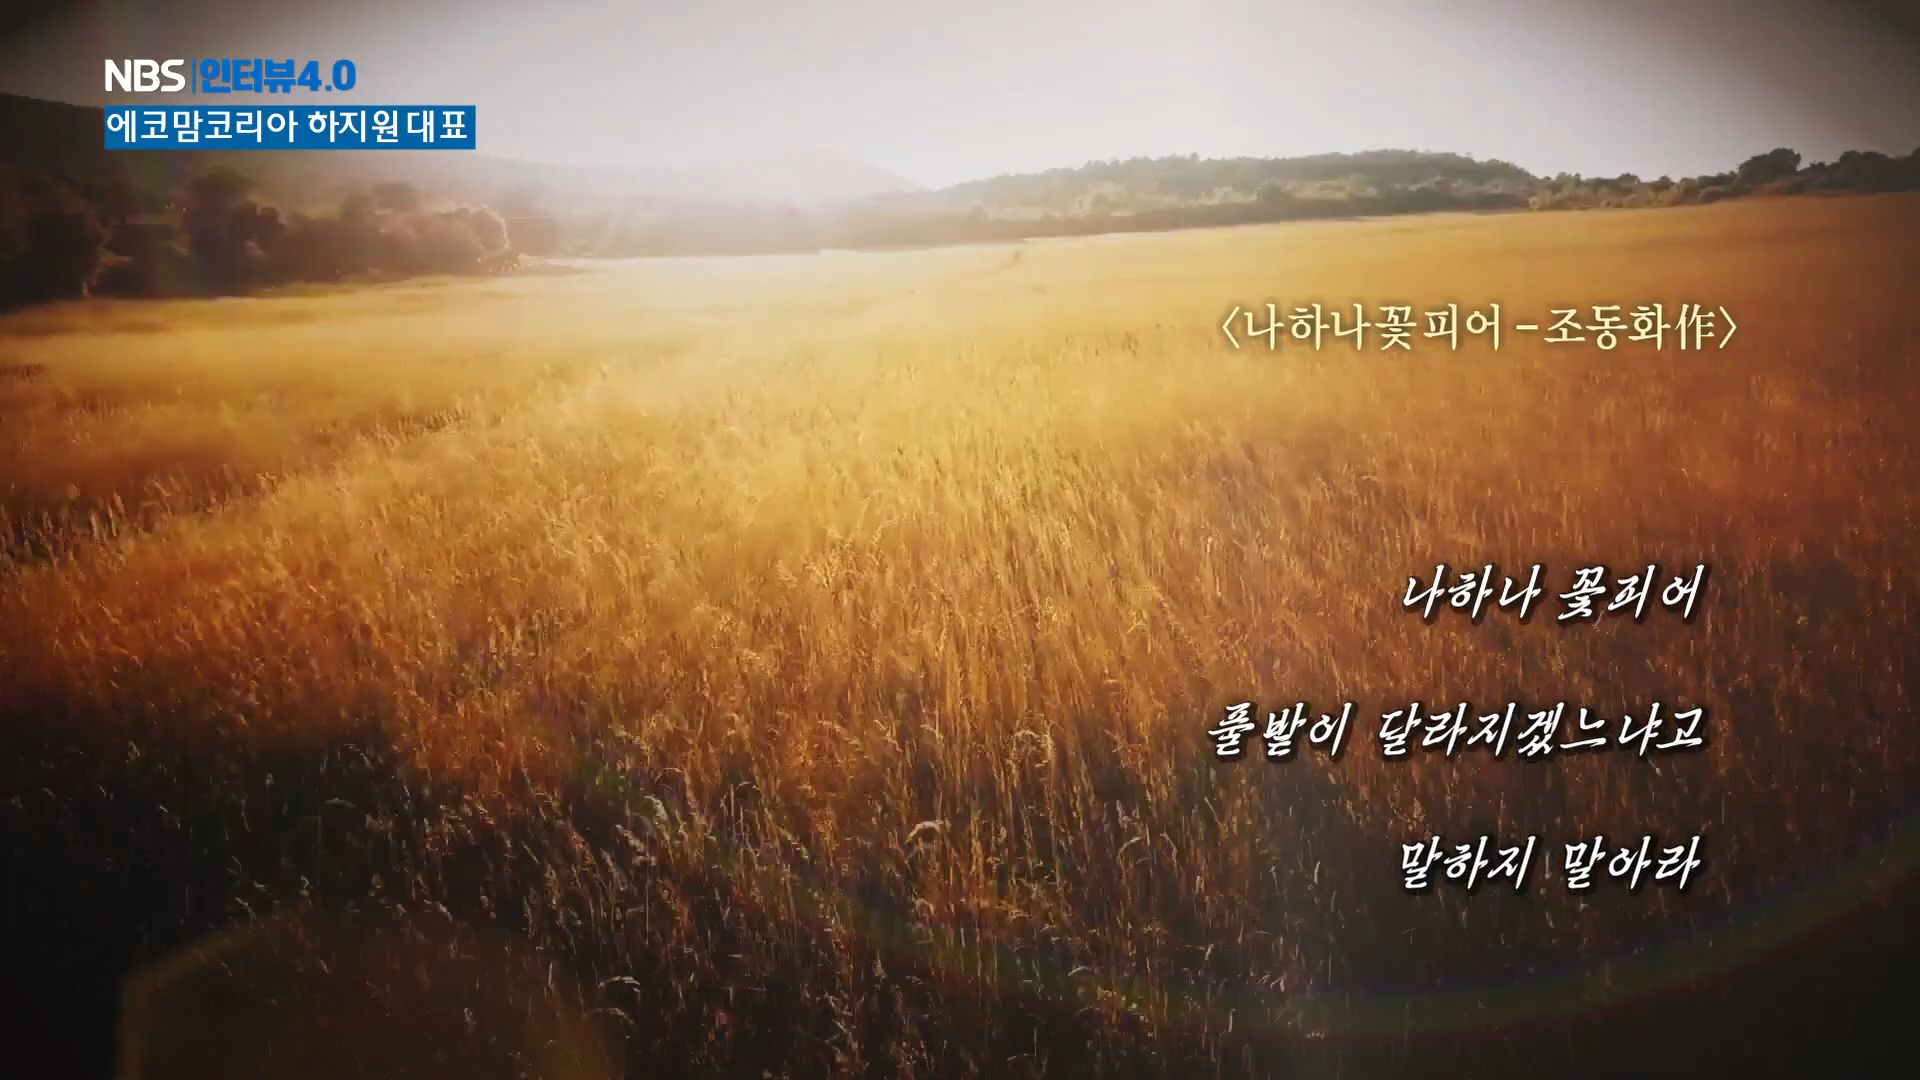 NBS 인터뷰4.0
에코맘코리아 하지원대표
<나하나꽃피어 - 조동화作>
나하나 꽃피어
풀밭이 달라지겠느냐고
말하지 말아라